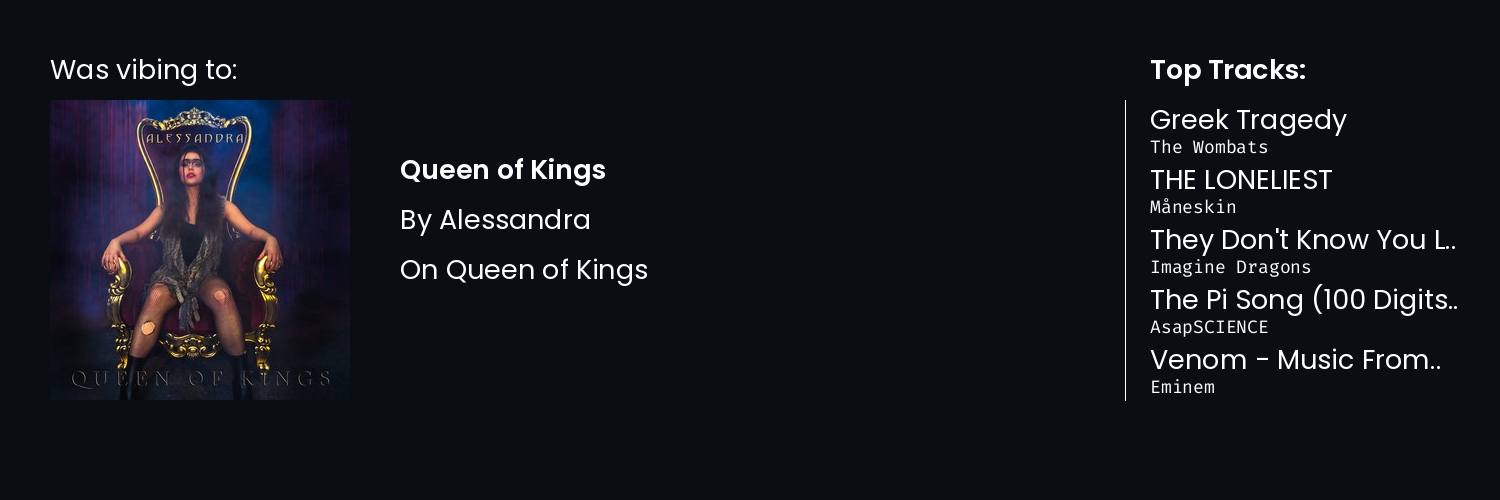 Was vibing to:
ALESSANDRA
QUEEN OF KINGS
Queen of Kings
By Alessandra
On Queen of Kings
Top Tracks:
Greek Tragedy
The Wombats
THE LONELIEST
Måneskin
They Don't Know You L..
Imagine Dragons
The Pi Song (100 Digits..
AsapSCIENCE
Venom - Music From..
Eminem